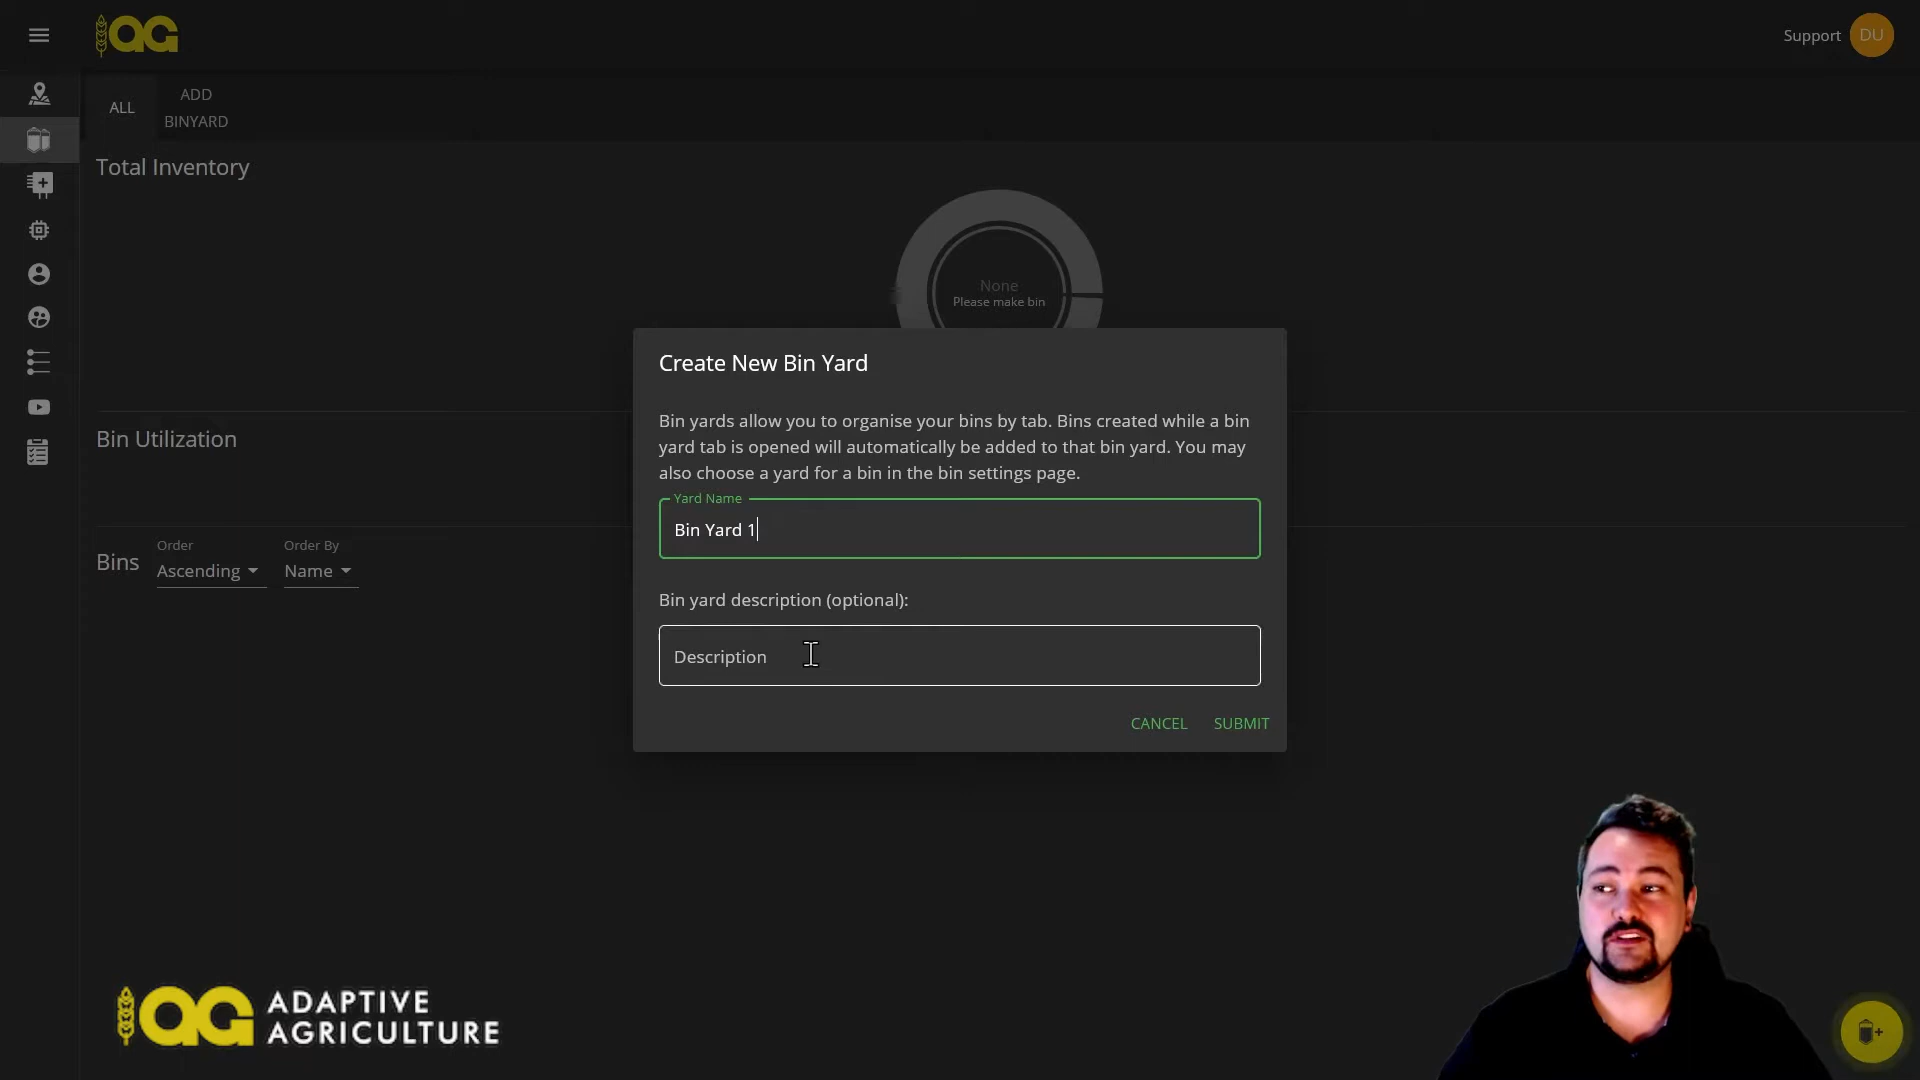 aG
Support
DU
ALL
ADD
BINYARD
Total Inventory
None
Please make bin
Create New Bin Yard
Bin yards allow you to organise your bins by tab. Bins created while a bin
yard tab is opened will automatically be added to that bin yard. You may
also choose a yard for a bin in the bin settings page.
Yard Name
Bin Yard 1
Bin yard description (optional):
Description
CANCEL
SUBMIT
Bin Utilization
Bins
Order
Ascending
Order By
Name
aG
ADAPTIVE
AGRICULTURE